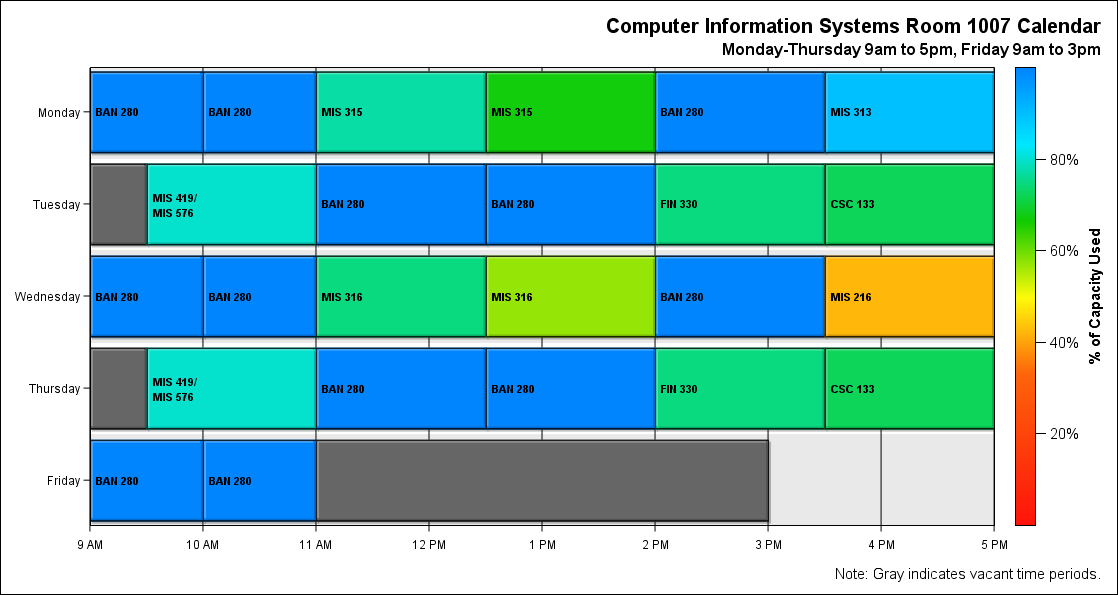 Computer Information Systems Room 1007 Calendar
Monday-Thursday 9am to 5pm, Friday 9am to 3pm
Monday
BAN 280
BAN 280
MIS 315
MIS 315
BAN 280
MIS 313
Tuesday
MIS 419/
MIS 576
BAN 280
BAN 280
FIN 330
CSC 133
Wednesday
BAN 280
BAN 280
MIS 316
MIS 316
BAN 280
MIS 216
Thursday
MIS 419/
MIS 576
BAN 280
BAN 280
FIN 330
CSC 133
Friday
BAN 280
BAN 280
9 AM
10 AM
11 AM
12 PM
1 PM
2 PM
3 PM
4 PM
5 PM
80%
60%
40%
20%
% of Capacity Used
Note: Gray indicates vacant time periods.